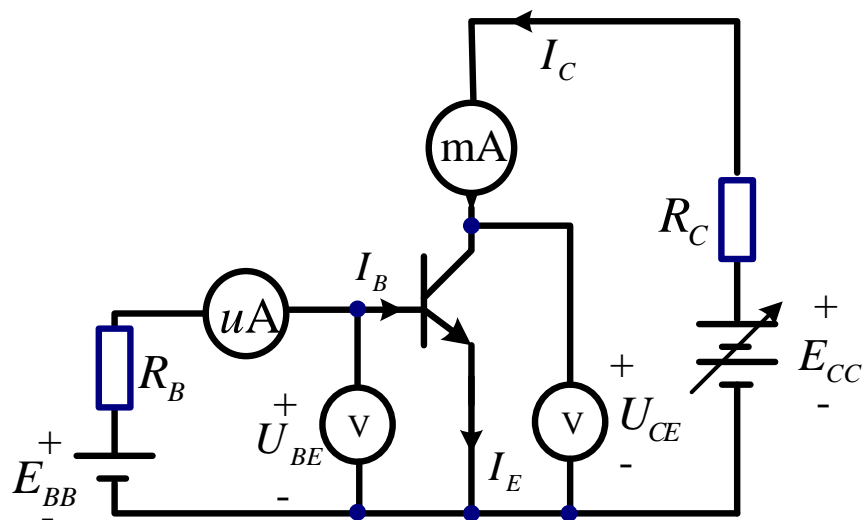 I_C
mA
R_C
I_B
uA
+
E_CC
-
R_B
+
U_BE
-
v
v
+
U_CE
-
I_E
+
E_BB
-